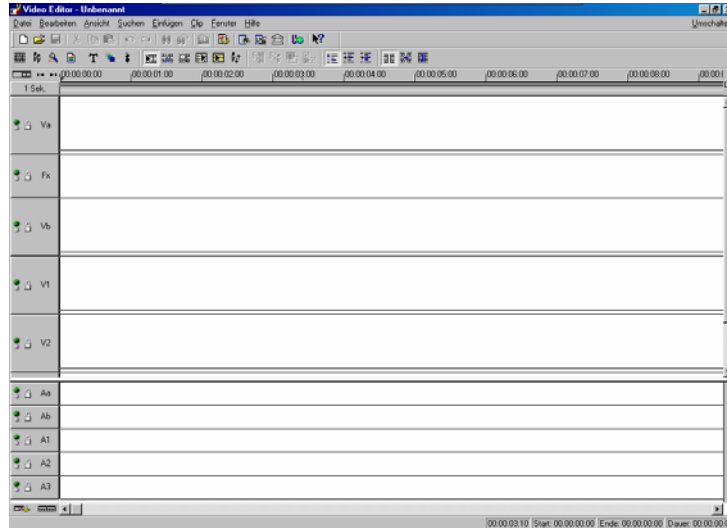 Video Editor - Unbenannt
Datei Bearbeiten Ansicht Suchen Einfügen Clip Fenster Hilfe Umschalte
00:00:00:00 00:00:01:00 00:00:02:00 00:00:03:00 00:00:04:00 00:00:05:00 00:00:06:00 00:00:07:00 00:00:08:00 00:00:0
1 Sek.
Va
Fx
Vb
V1
V2
Aa
Ab
A1
A2
A3
00:00:03:10 Start: 00:00:00:00 Ende: 00:00:00:00 Dauer: 00:00:00